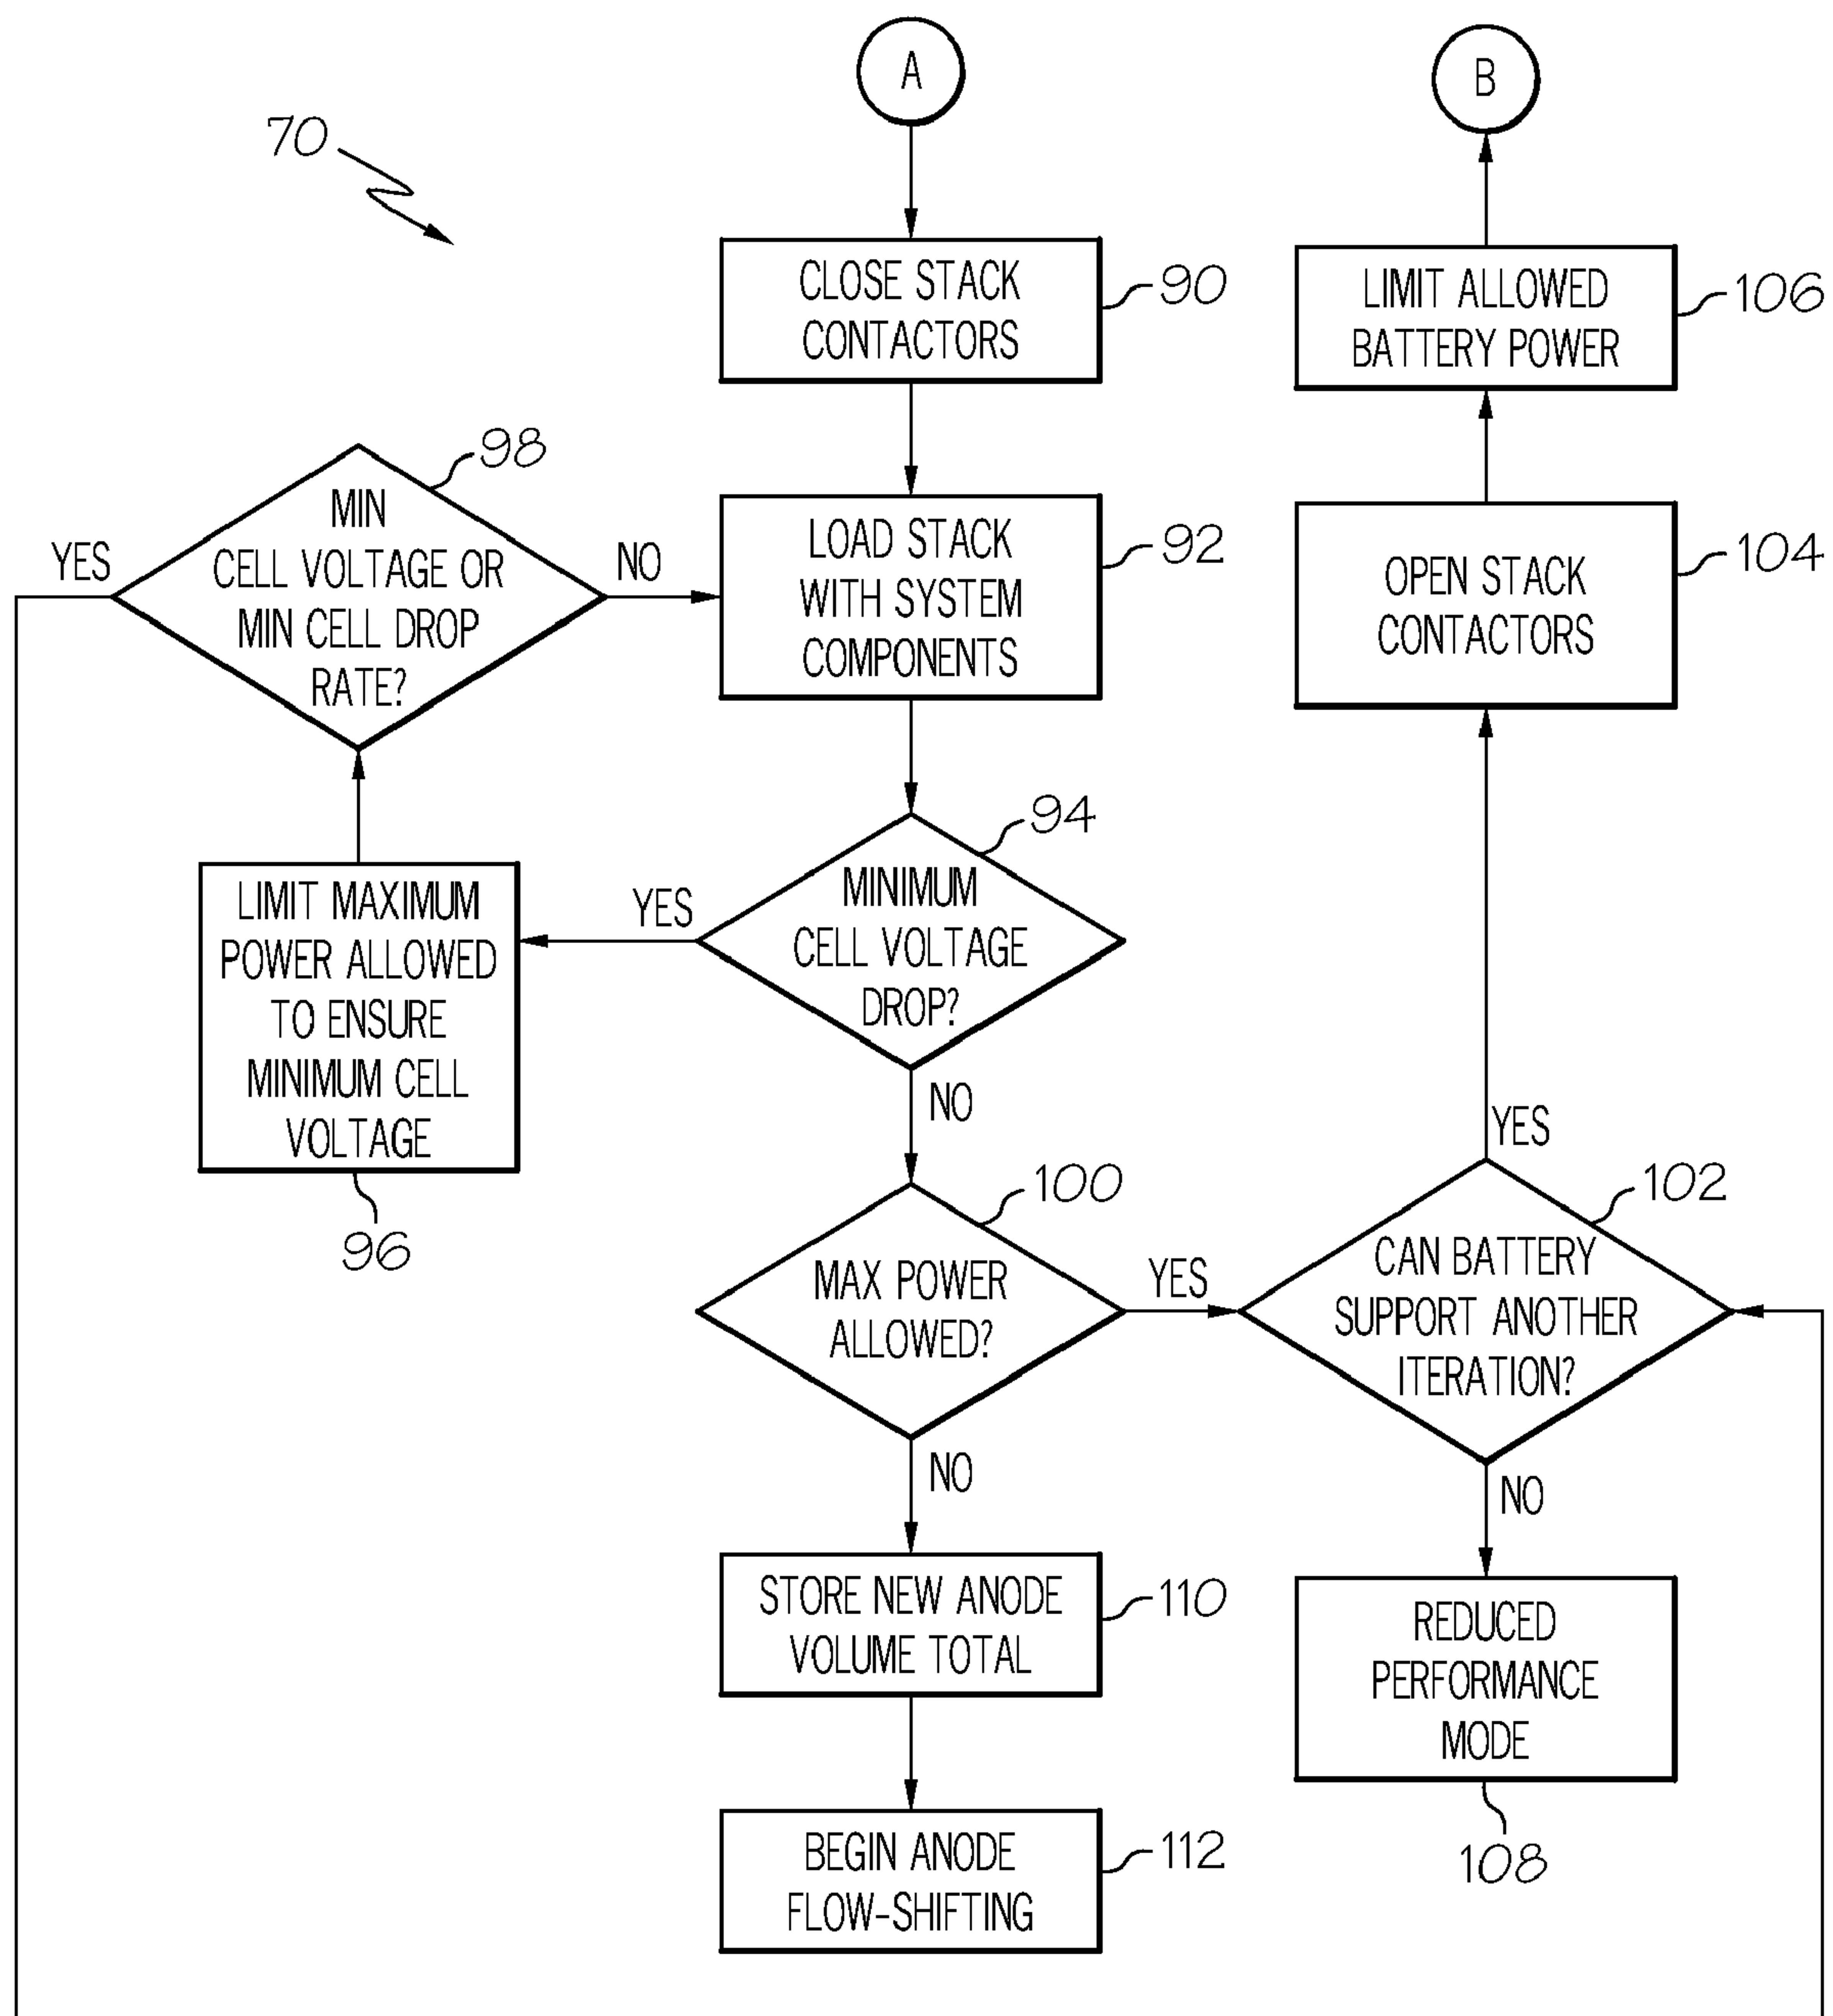 A
B
70
CLOSE STACK
CONTACTORS
90
LIMIT ALLOWED
BATTERY POWER
106
98
MIN
CELL VOLTAGE OR
MIN CELL DROP
RATE?
YES
NO
LOAD STACK
WITH SYSTEM
COMPONENTS
92
OPEN STACK
CONTACTORS
104
94
MINIMUM
CELL VOLTAGE
DROP?
YES
NO
LIMIT MAXIMUM
POWER ALLOWED
TO ENSURE
MINIMUM CELL
VOLTAGE
96
100
MAX POWER
ALLOWED?
YES
NO
YES
102
CAN BATTERY
SUPPORT ANOTHER
ITERATION?
NO
STORE NEW ANODE
VOLUME TOTAL
110
REDUCED
PERFORMANCE
MODE
108
BEGIN ANODE
FLOW-SHIFTING
112